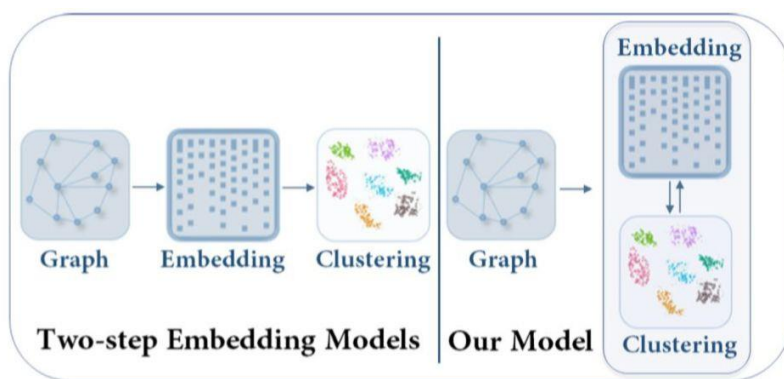 Graph
Embedding
Clustering
Two-step Embedding Models
Graph
Our Model
Embedding
Clustering